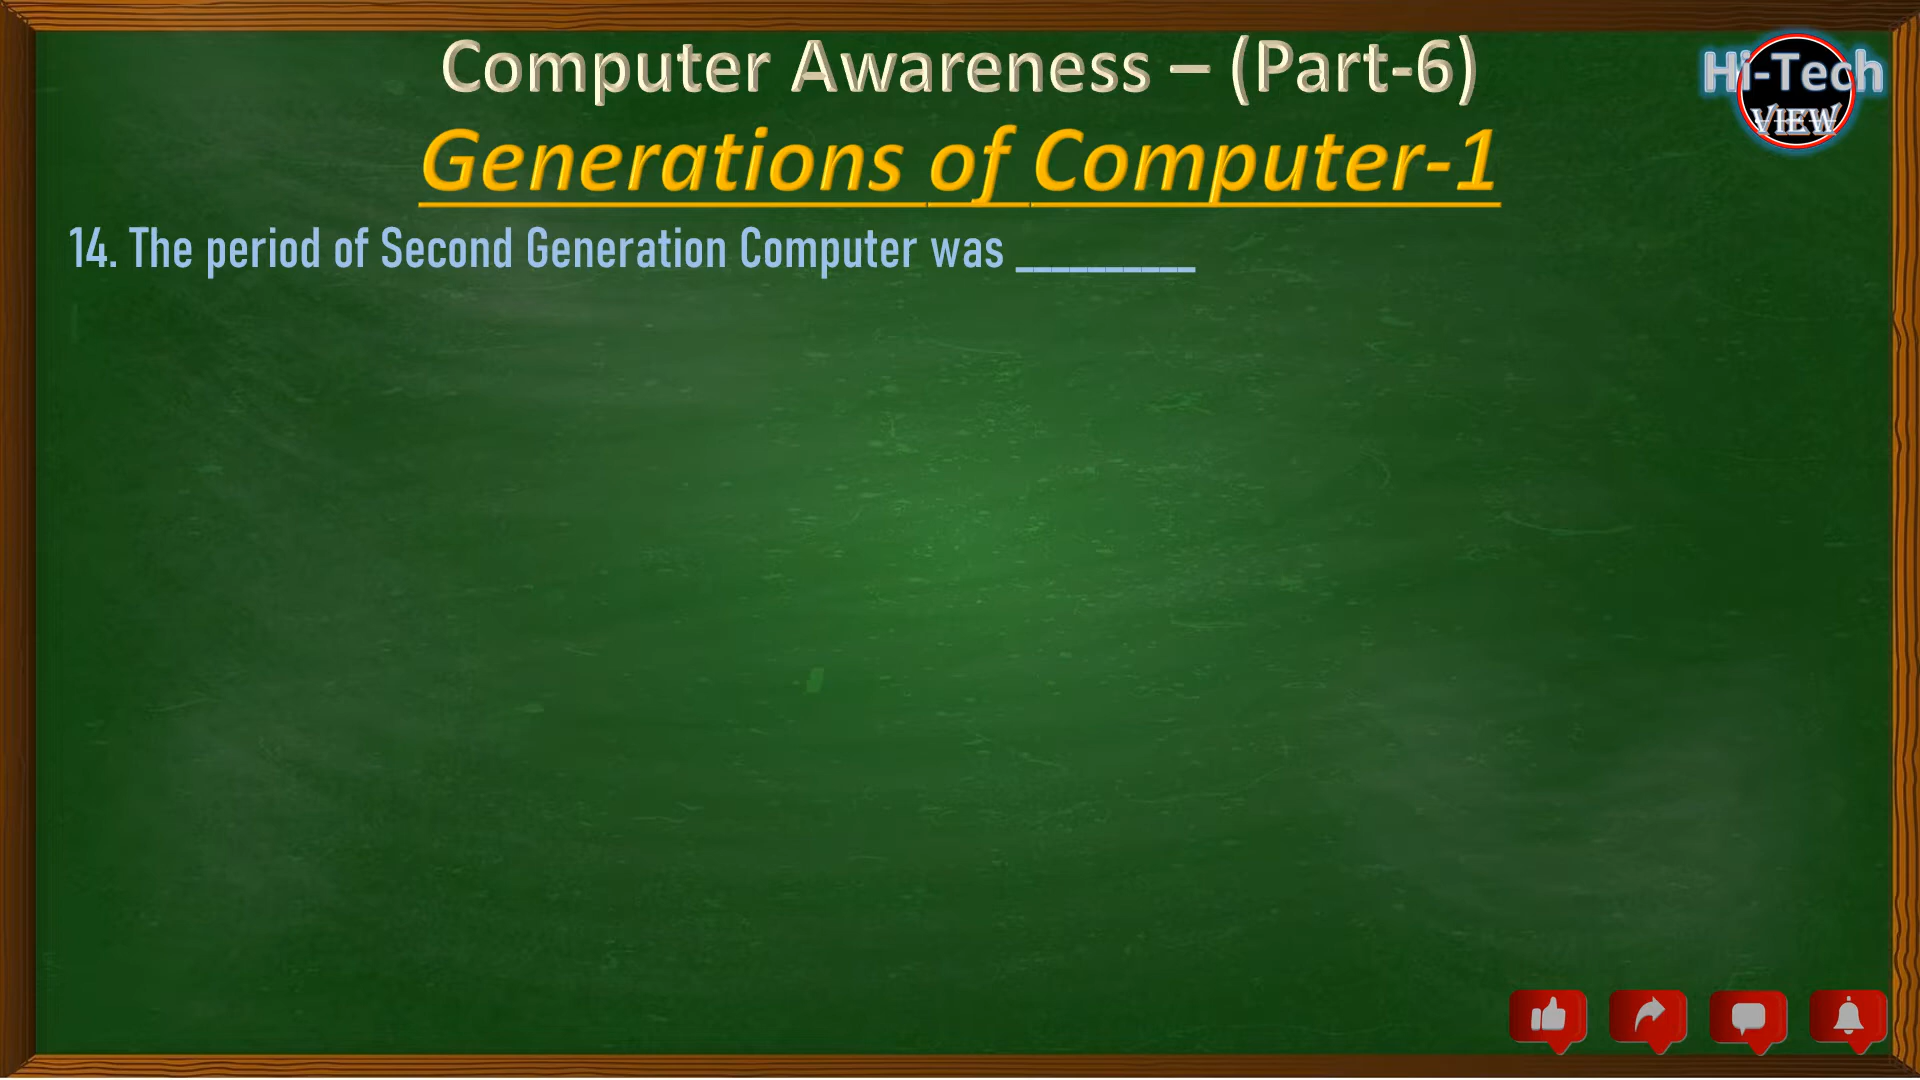 Computer Awareness – (Part-6)
Hi-Tech
VIEW
Generations of Computer-1
14. The period of Second Generation Computer was __________